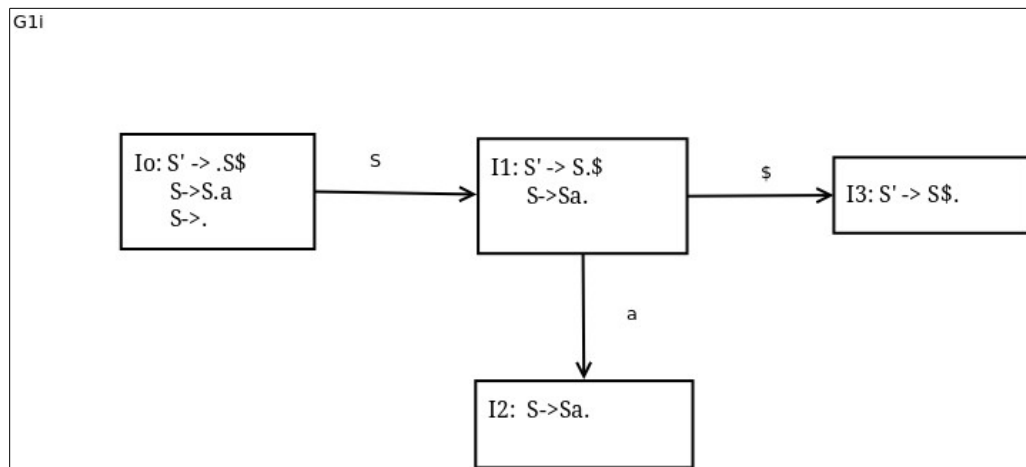 G1i
Io: S' -> .S$
S->S.a
S->.
S
I1: S' -> S.$
S->Sa.
$
I3: S' -> S$.
a
I2: S->Sa.